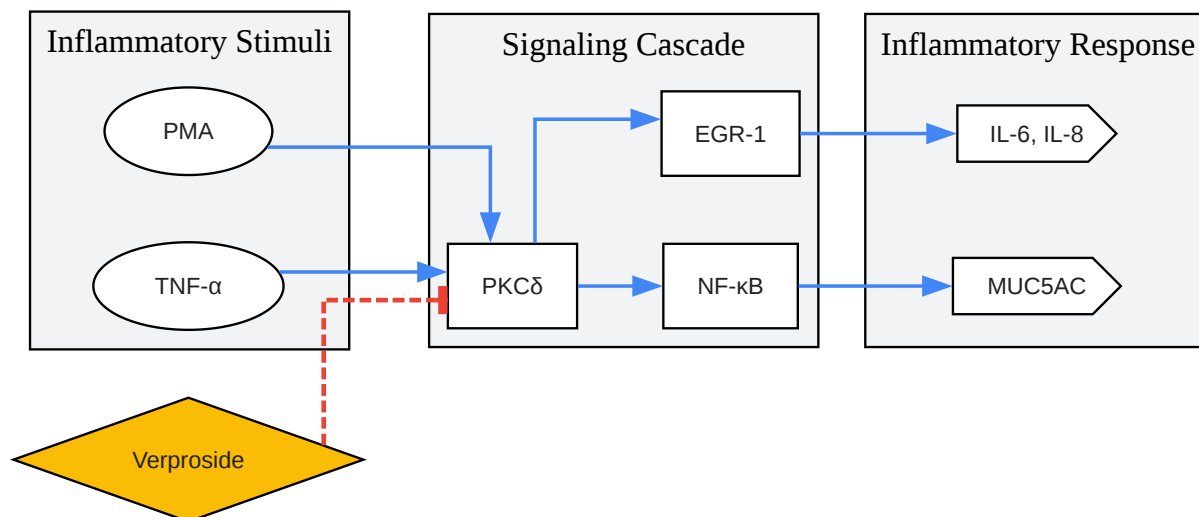 Inflammatory Stimuli
PMA
TNF-α
Signaling Cascade
EGR-1
PKCδ
NF-κB
Inflammatory Response
IL-6, IL-8
MUC5AC
Verproside